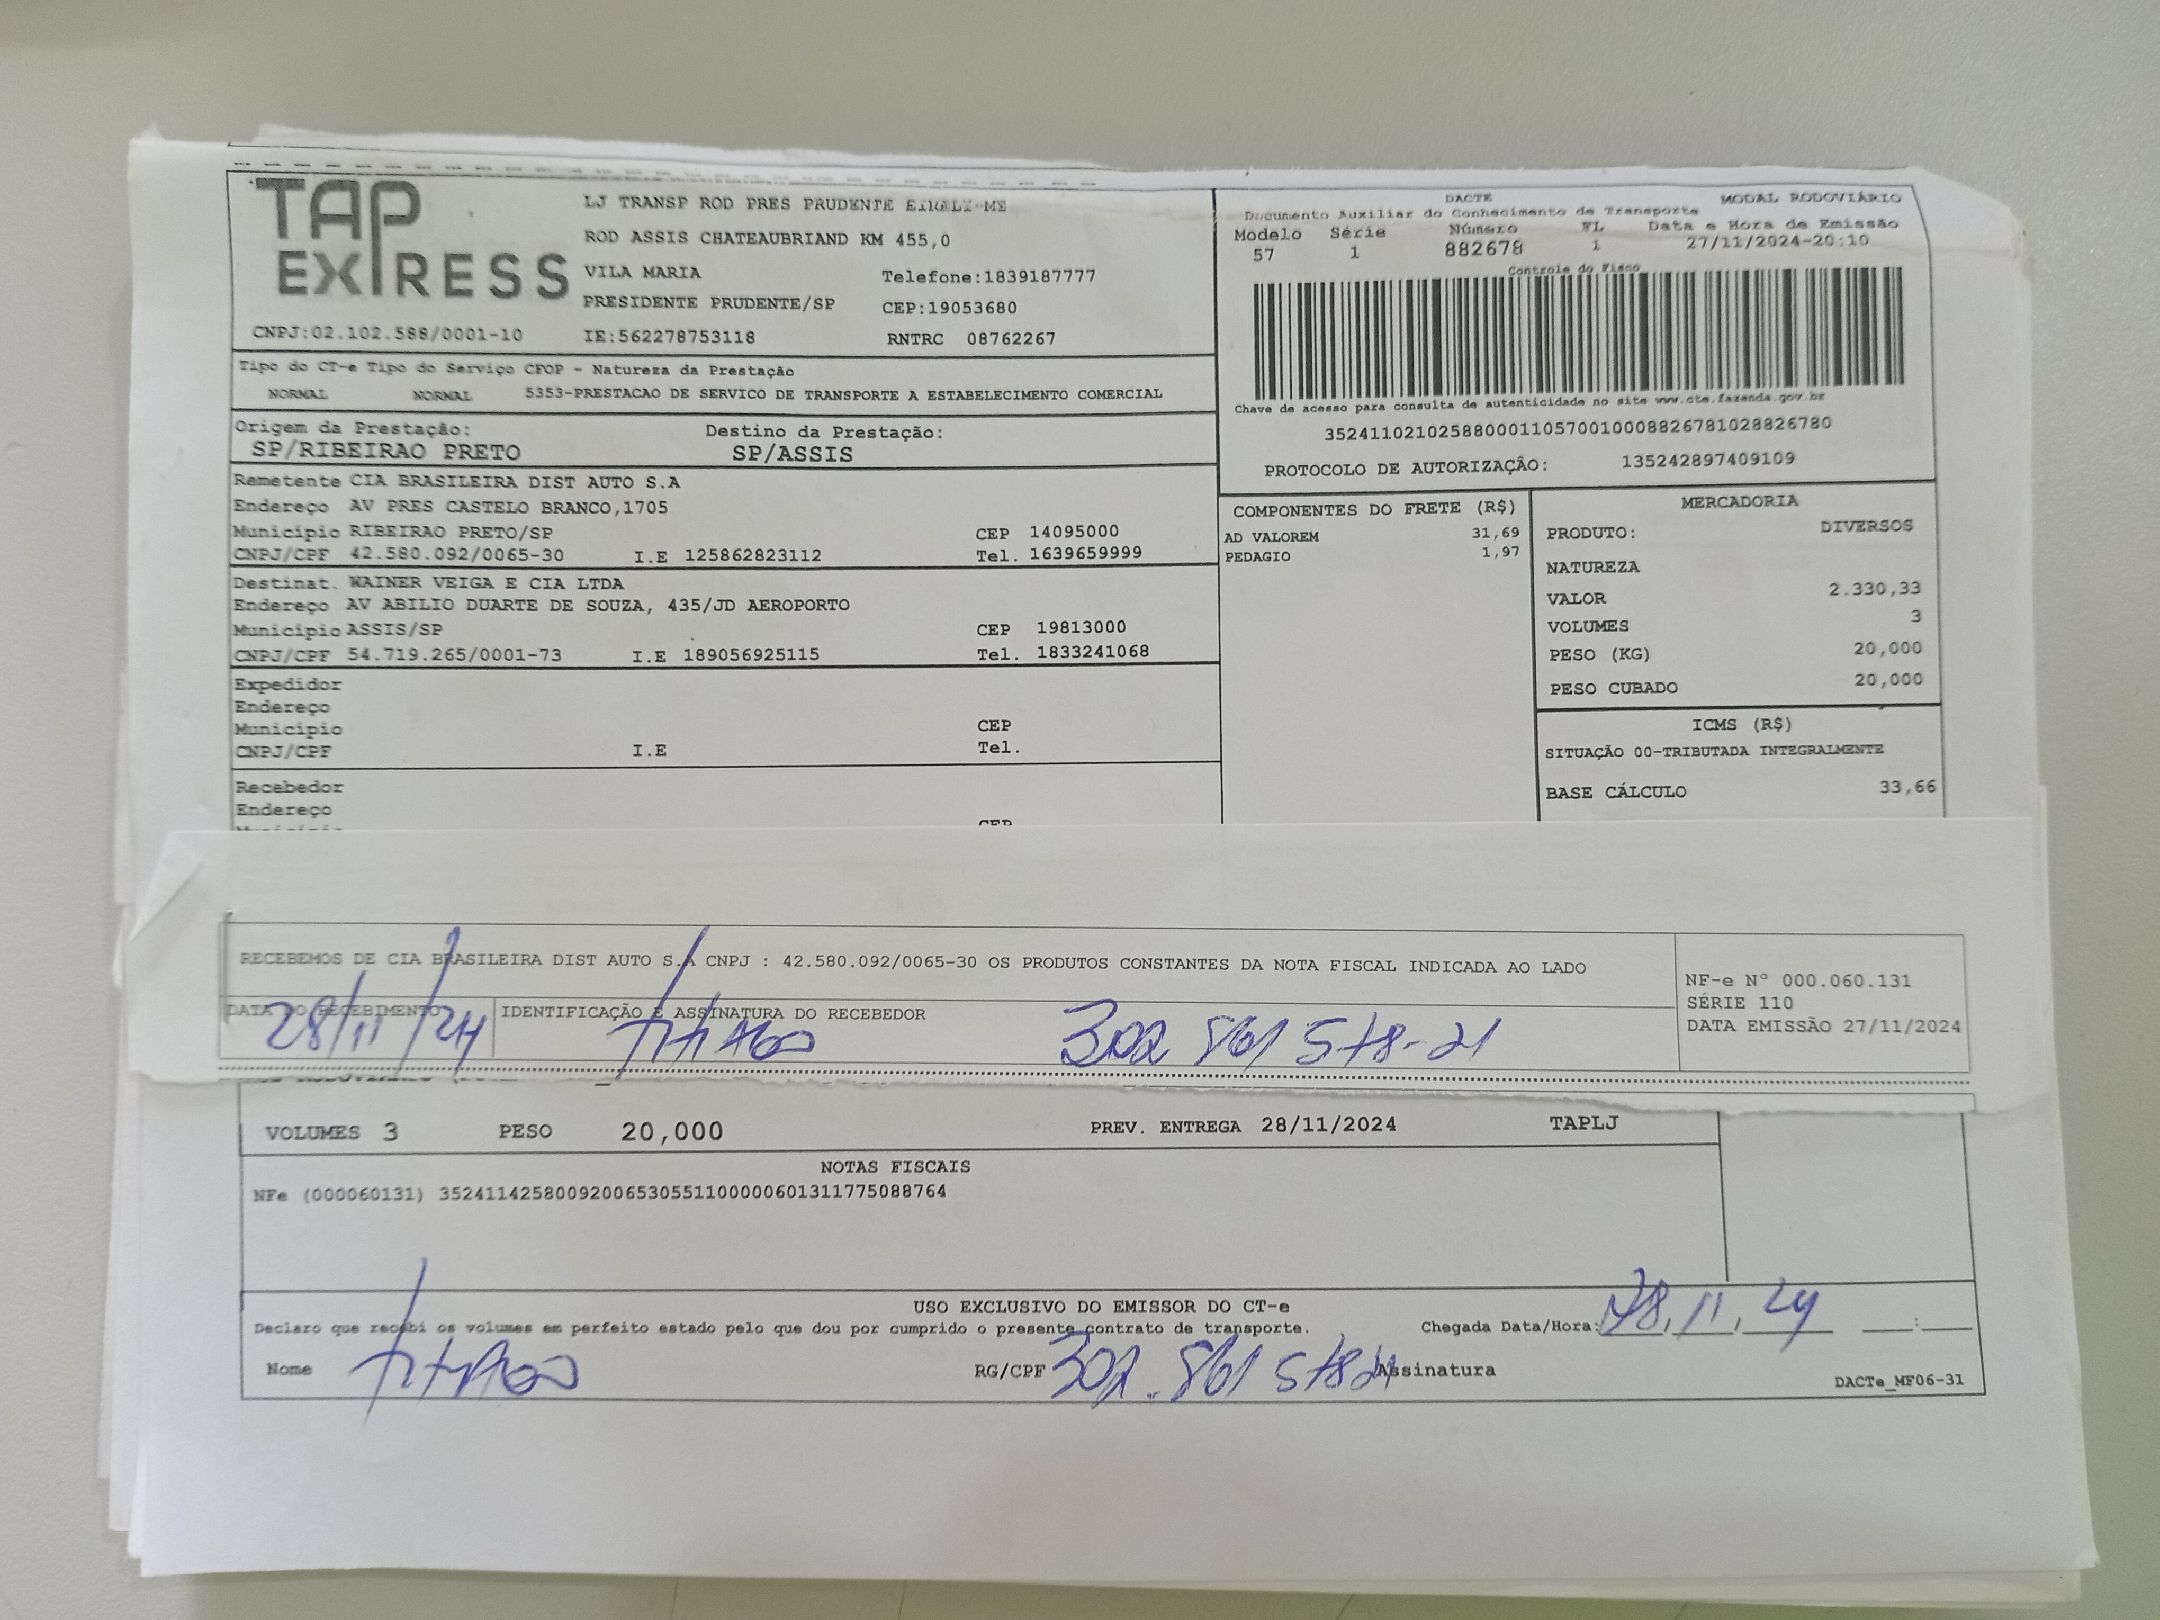 TAP EXPRESS
LJ TRANSP ROD PRES PRUDENTE EIRELI-ME
ROD ASSIS CHATEAUBRIAND KM 455,0
VILA MARIA Telefone:1839187777
PRESIDENTE PRUDENTE/SP CEP:19053680
CNPJ:02.102.588/0001-10 IE:562278753118 RNTRC 08762267
DACTE MODAL RODOVIÁRIO
Documento Auxiliar do Conhecimento de Transporte
Modelo Série Número FL Data e Hora de Emissão
57 1 882678 1 27/11/2024-20:10
Controle do Fisco
Chave de acesso para consulta de autenticidade no site www.cte.fazenda.gov.br
35241102102588000110570010008826781028826780
PROTOCOLO DE AUTORIZAÇÃO: 135242897409109
Tipo do CT-e Tipo do Serviço CFOP - Natureza da Prestação
NORMAL NORMAL 5353-PRESTACAO DE SERVICO DE TRANSPORTE A ESTABELECIMENTO COMERCIAL
Origem da Prestação: Destino da Prestação:
SP/RIBEIRAO PRETO SP/ASSIS
Remetente CIA BRASILEIRA DIST AUTO S.A
Endereço AV PRES CASTELO BRANCO,1705
Município RIBEIRAO PRETO/SP CEP 14095000
CNPJ/CPF 42.580.092/0065-30 I.E 125862823112 Tel. 1639659999
Destinat. WAINER VEIGA E CIA LTDA
Endereço AV ABILIO DUARTE DE SOUZA, 435/JD AEROPORTO
Município ASSIS/SP CEP 19813000
CNPJ/CPF 54.719.265/0001-73 I.E 189056925115 Tel. 1833241068
Expedidor
Endereço
Município CEP
CNPJ/CPF I.E Tel.
Recebedor
Endereço
COMPONENTES DO FRETE (R$)
AD VALOREM 31,69
PEDAGIO 1,97
MERCADORIA
PRODUTO: DIVERSOS
NATUREZA
VALOR 2.330,33
VOLUMES 3
PESO (KG) 20,000
PESO CUBADO 20,000
ICMS (R$)
SITUAÇÃO 00-TRIBUTADA INTEGRALMENTE
BASE CÁLCULO 33,66
RECEBEMOS DE CIA BRASILEIRA DIST AUTO S.A CNPJ : 42.580.092/0065-30 OS PRODUTOS CONSTANTES DA NOTA FISCAL INDICADA AO LADO
DATA DO RECEBIMENTO IDENTIFICAÇÃO E ASSINATURA DO RECEBEDOR
28/11/24 THIAGO 302 861 578-21
NF-e N° 000.060.131
SÉRIE 110
DATA EMISSÃO 27/11/2024
VOLUMES 3 PESO 20,000 PREV. ENTREGA 28/11/2024 TAPLJ
NOTAS FISCAIS
NFe (000060131) 35241142580092006530551100000601311775088764
USO EXCLUSIVO DO EMISSOR DO CT-e
Declaro que recebi os volumes em perfeito estado pelo que dou por cumprido o presente contrato de transporte. Chegada Data/Hora: 28, 11, 24 :
Nome THIAGO RG/CPF 302.861 578 21 Assinatura
DACTe_MF06-31